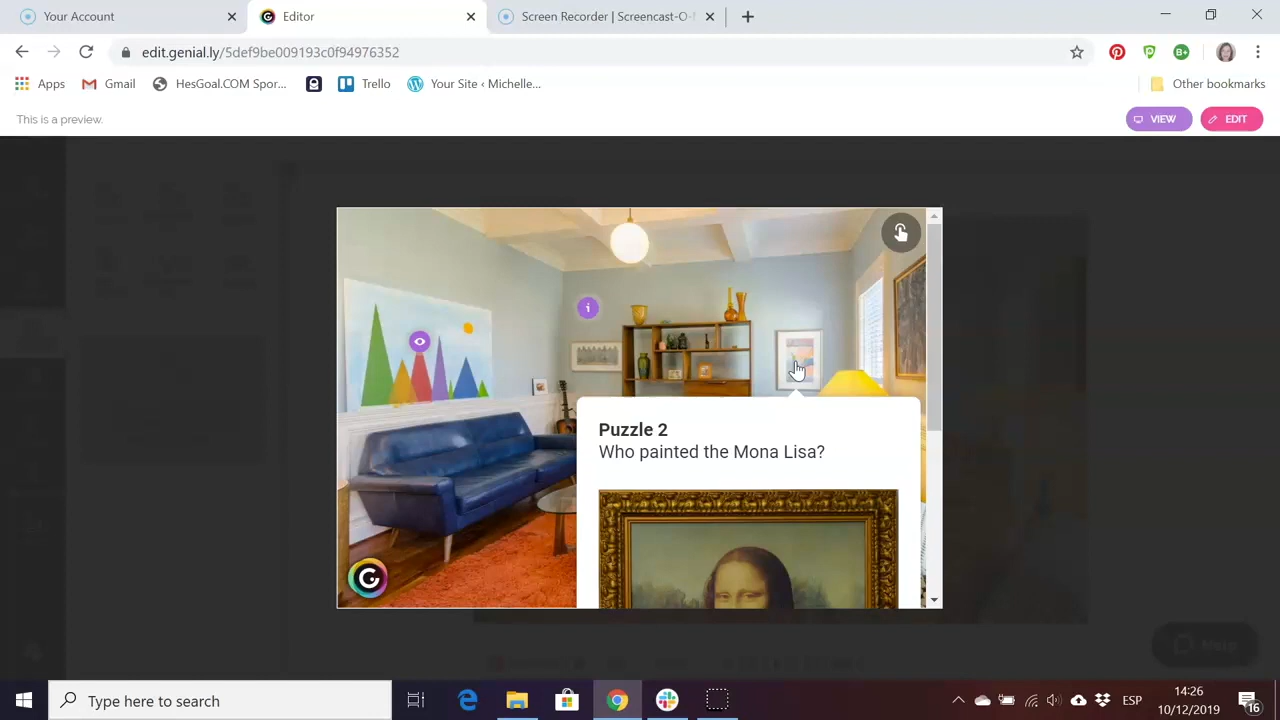 Your Account
Editor
Screen Recorder | Screencast-O-M
edit.genial.ly/5def9be009193c0f94976352
Apps
Gmail
HesGoal.COM Spor...
Trello
Your Site ‹ Michelle...
Other bookmarks
This is a preview.
VIEW
EDIT
Puzzle 2
Who painted the Mona Lisa?
Help
Type here to search
ESP
14:26
10/12/2019
16